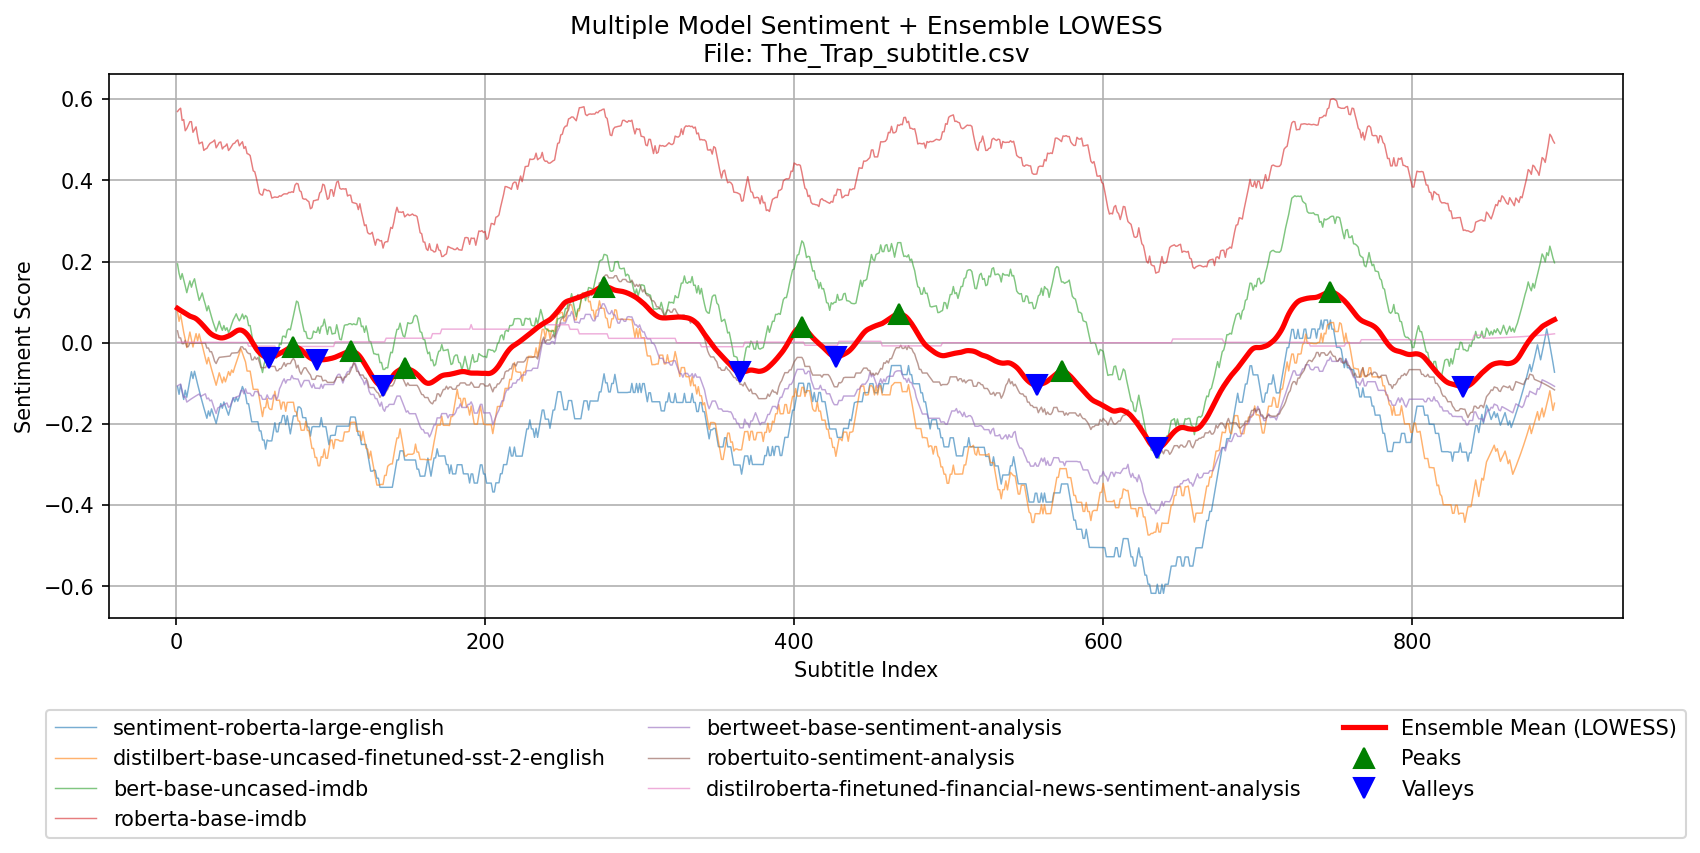 Multiple Model Sentiment + Ensemble LOWESS
File: The_Trap_subtitle.csv
Sentiment Score
0.6
0.4
0.2
0.0
−0.2
−0.4
−0.6
0 200 400 600 800
Subtitle Index
sentiment-roberta-large-english
distilbert-base-uncased-finetuned-sst-2-english
bert-base-uncased-imdb
roberta-base-imdb
bertweet-base-sentiment-analysis
robertuito-sentiment-analysis
distilroberta-finetuned-financial-news-sentiment-analysis
Ensemble Mean (LOWESS)
Peaks
Valleys